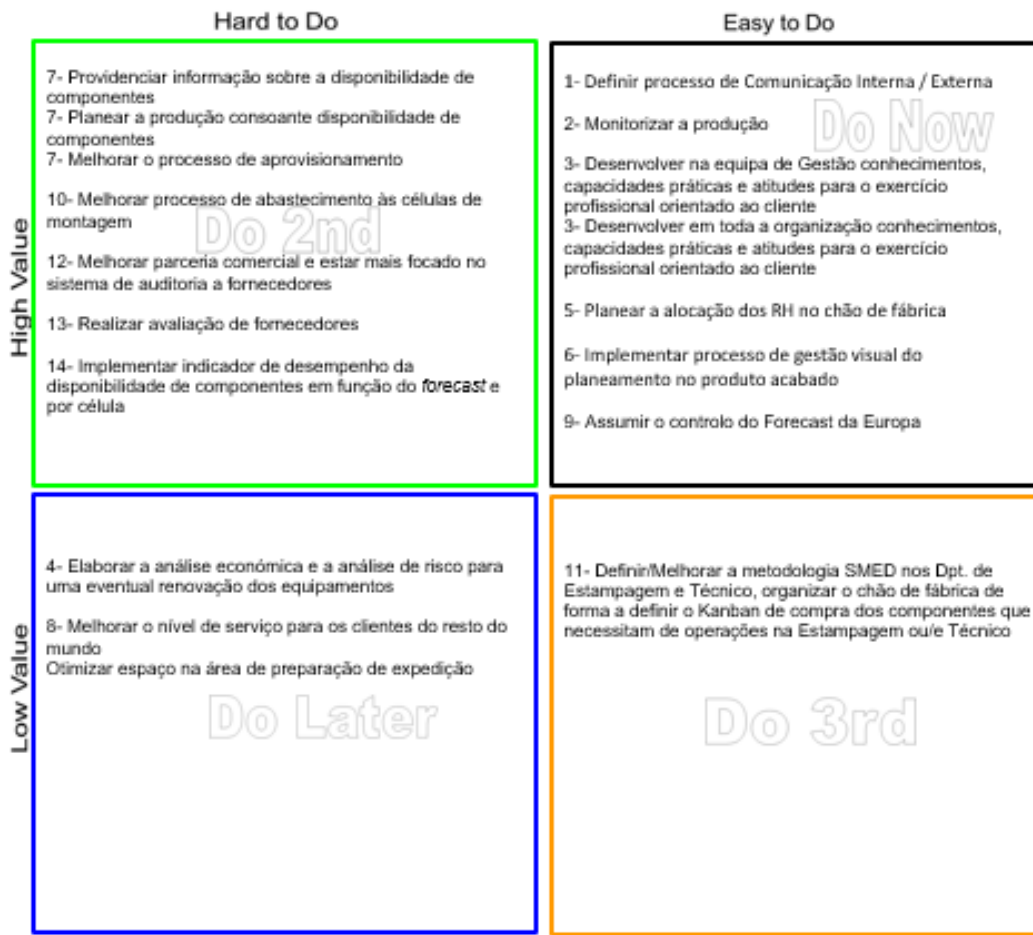 Hard to Do
Easy to Do
High Value
7- Providenciar informação sobre a disponibilidade de
componentes
7- Planear a produção consoante disponibilidade de
componentes
7- Melhorar o processo de aprovisionamento
10- Melhorar processo de abastecimento às células de
montagem
Do 2nd
12- Melhorar parceria comercial e estar mais focado no
sistema de auditoria a fornecedores
13- Realizar avaliação de fornecedores
14- Implementar indicador de desempenho da
disponibilidade de componentes em função do forecast e
por célula
1- Definir processo de Comunicação Interna / Externa
Do Now
2- Monitorizar a produção
3- Desenvolver na equipa de Gestão conhecimentos,
capacidades práticas e atitudes para o exercício
profissional orientado ao cliente
3- Desenvolver em toda a organização conhecimentos,
capacidades práticas e atitudes para o exercício
profissional orientado ao cliente
5- Planear a alocação dos RH no chão de fábrica
6- Implementar processo de gestão visual do
planeamento no produto acabado
9- Assumir o controlo do Forecast da Europa
Low Value
4- Elaborar a análise económica e a análise de risco para
uma eventual renovação dos equipamentos
8- Melhorar o nível de serviço para os clientes do resto do
mundo
Otimizar espaço na área de preparação de expedição
Do Later
11- Definir/Melhorar a metodologia SMED nos Dpt. de
Estampagem e Técnico, organizar o chão de fábrica de
forma a definir o Kanban de compra dos componentes que
necessitam de operações na Estampagem ou/e Técnico
Do 3rd